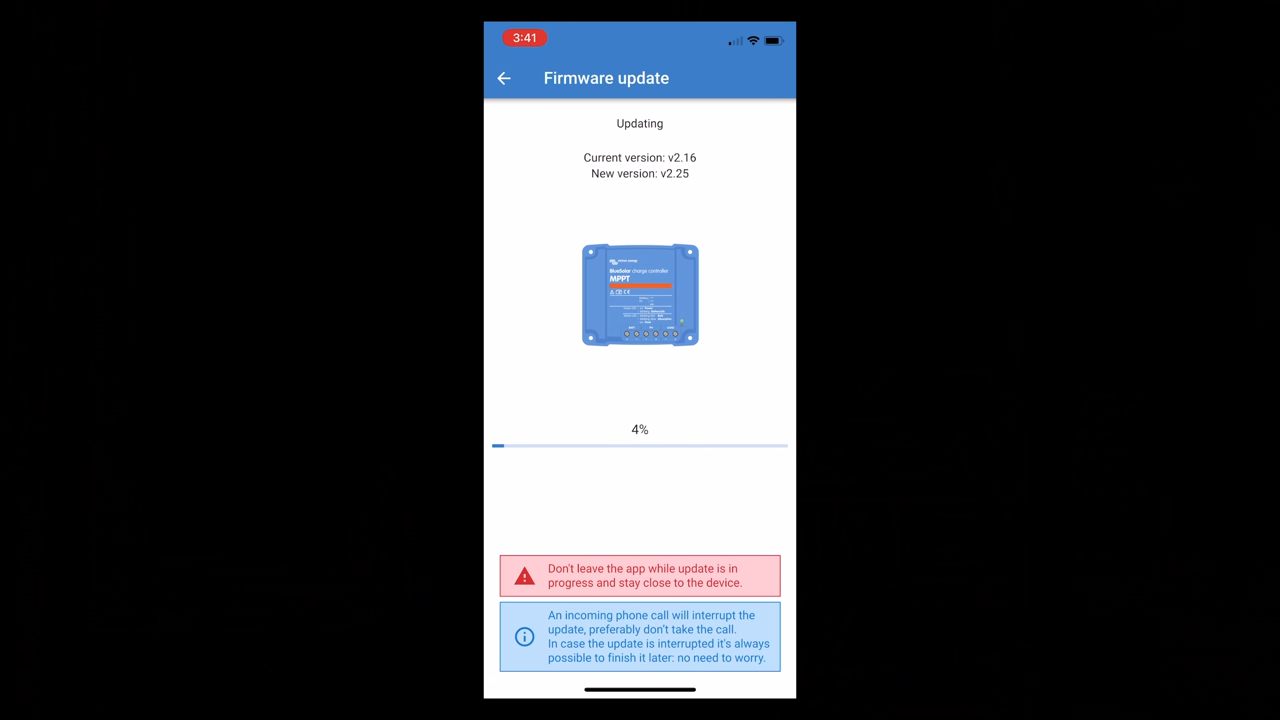 3:41
Firmware update
Updating
Current version: v2.16
New version: v2.25
victron energy
BlueSolar charge controller
MPPT
4%
Don't leave the app while update is in
progress and stay close to the device.
An incoming phone call will interrupt the
update, preferably don't take the call.
In case the update is interrupted it's always
possible to finish it later: no need to worry.